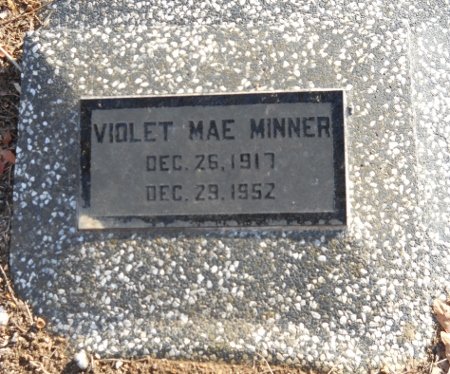 VIOLET MAE MINNER
DEC. 26, 1917
DEC. 29, 1952